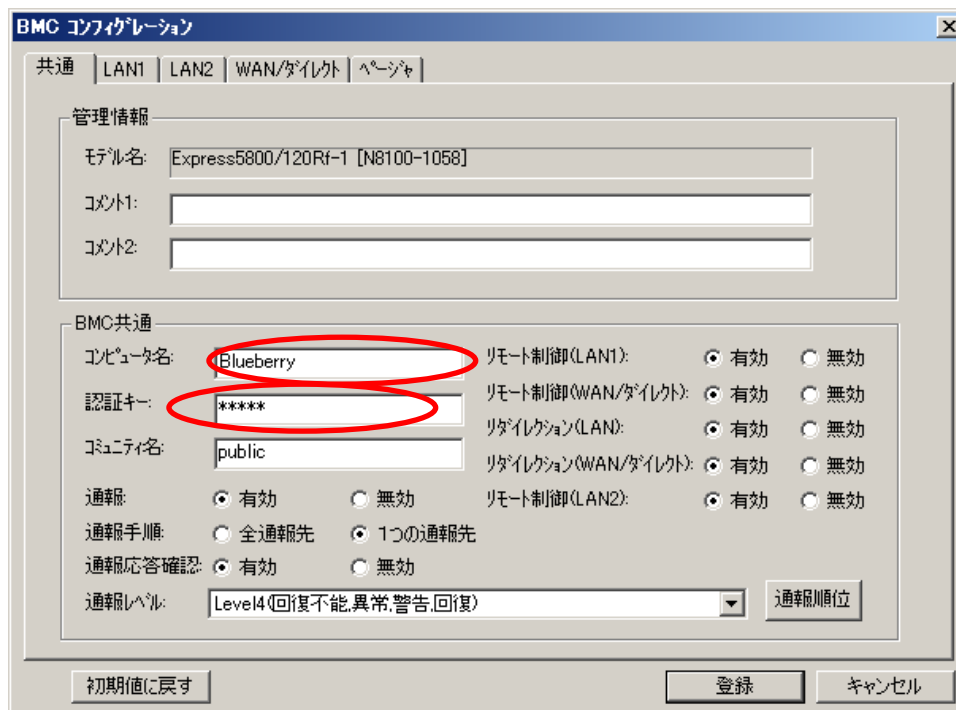 BMC コンフィグレーション
共通 LAN1 LAN2 WAN/ダイレクト ページャ
管理情報
モデル名: Express5800/120Rf-1 [N8100-1058]
コメント1:
コメント2:
BMC共通
コンピュータ名: Blueberry
認証キー: *****
コミュニティ名: public
通報: 有効 無効
通報手順: 全通報先 1つの通報先
通報応答確認: 有効 無効
通報レベル: Level4(回復不能,異常,警告,回復) 通報順位
リモート制御(LAN1): 有効 無効
リモート制御(WAN/ダイレクト): 有効 無効
リダイレクション(LAN): 有効 無効
リダイレクション(WAN/ダイレクト): 有効 無効
リモート制御(LAN2): 有効 無効
初期値に戻す 登録 キャンセル